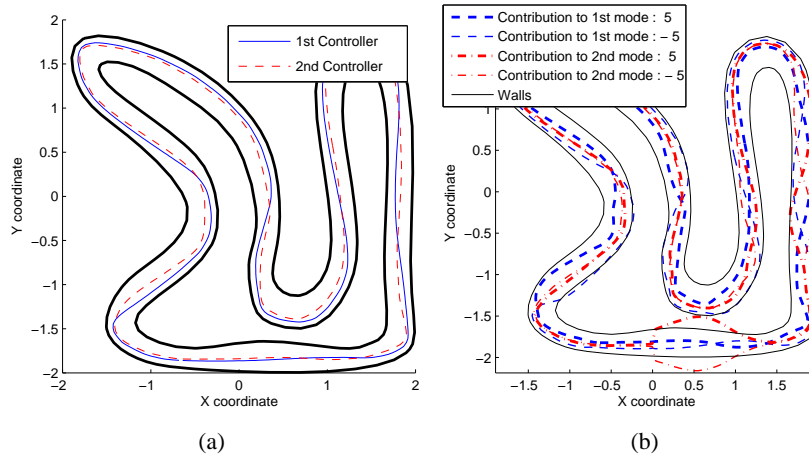 1st Controller
2nd Controller
2
1.5
1
0.5
0
−0.5
−1
−1.5
2
Y coordinate
−2
−1
0
1
2
X coordinate
(a)
Contribution to 1st mode : 5
Contribution to 1st mode : − 5
Contribution to 2nd mode : 5
Contribution to 2nd mode : − 5
Walls
0.5
0
−0.5
−1
−1.5
−2
Y coordinate
−1.5
−1
−0.5
0
0.5
1
1.5
X coordinate
(b)